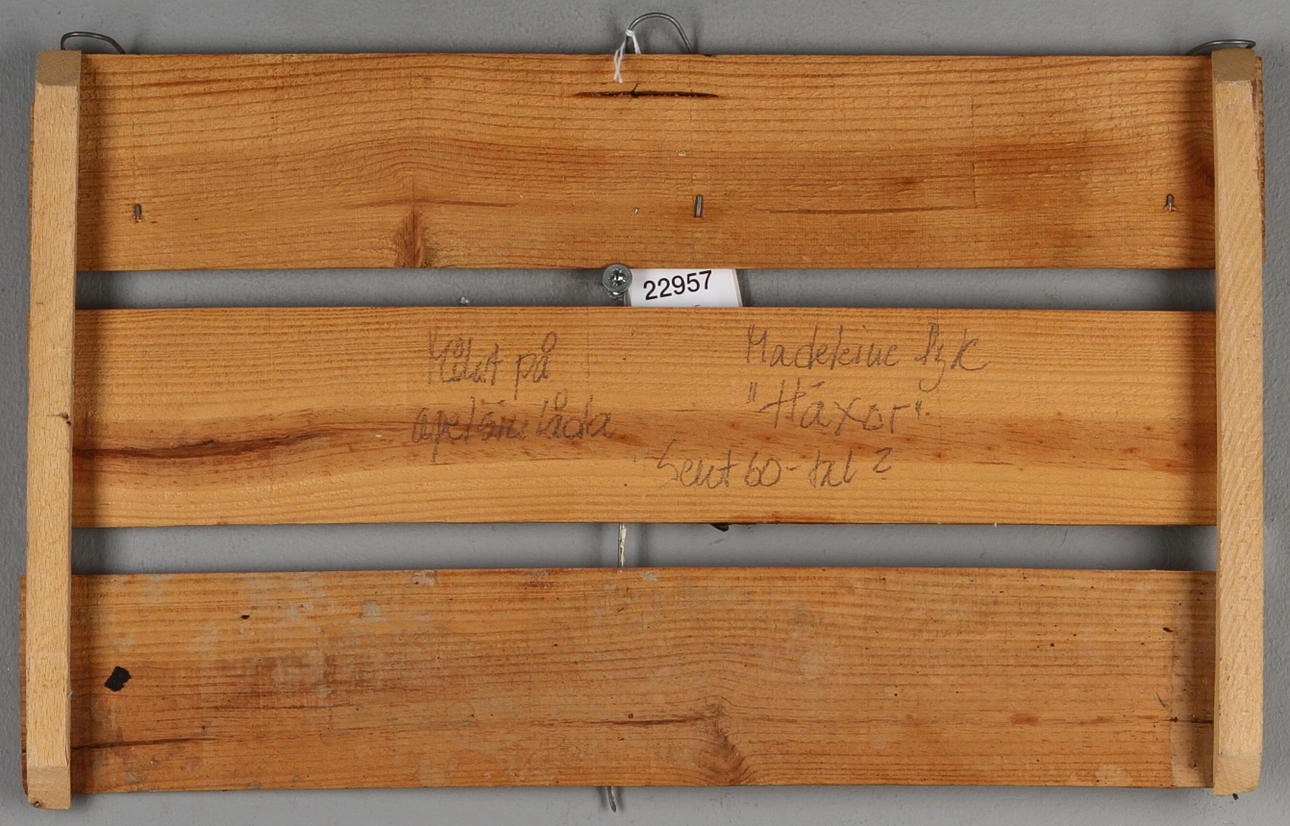 22957
Målat på
apelsinlåda
Madeleine Pyk
"Häxor"
Sent 60-tal?